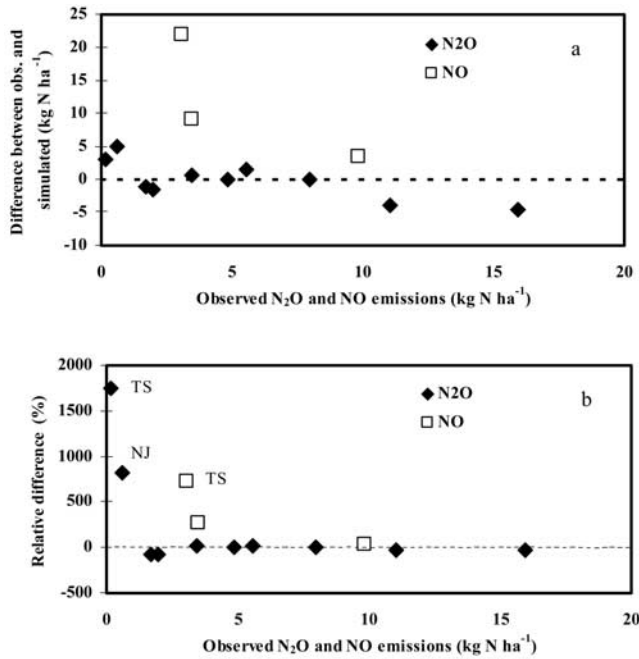 Difference between obs. and
simulated (kg N ha⁻¹)
25
20
15
10
5
0
-5
-10
N2O
NO
a
0
5
10
15
20
Observed N₂O and NO emissions (kg N ha⁻¹)
Relative difference (%)
2000
1500
1000
500
0
-500
TS
NJ
TS
N2O
NO
b
0
5
10
15
20
Observed N₂O and NO emissions (kg N ha⁻¹)